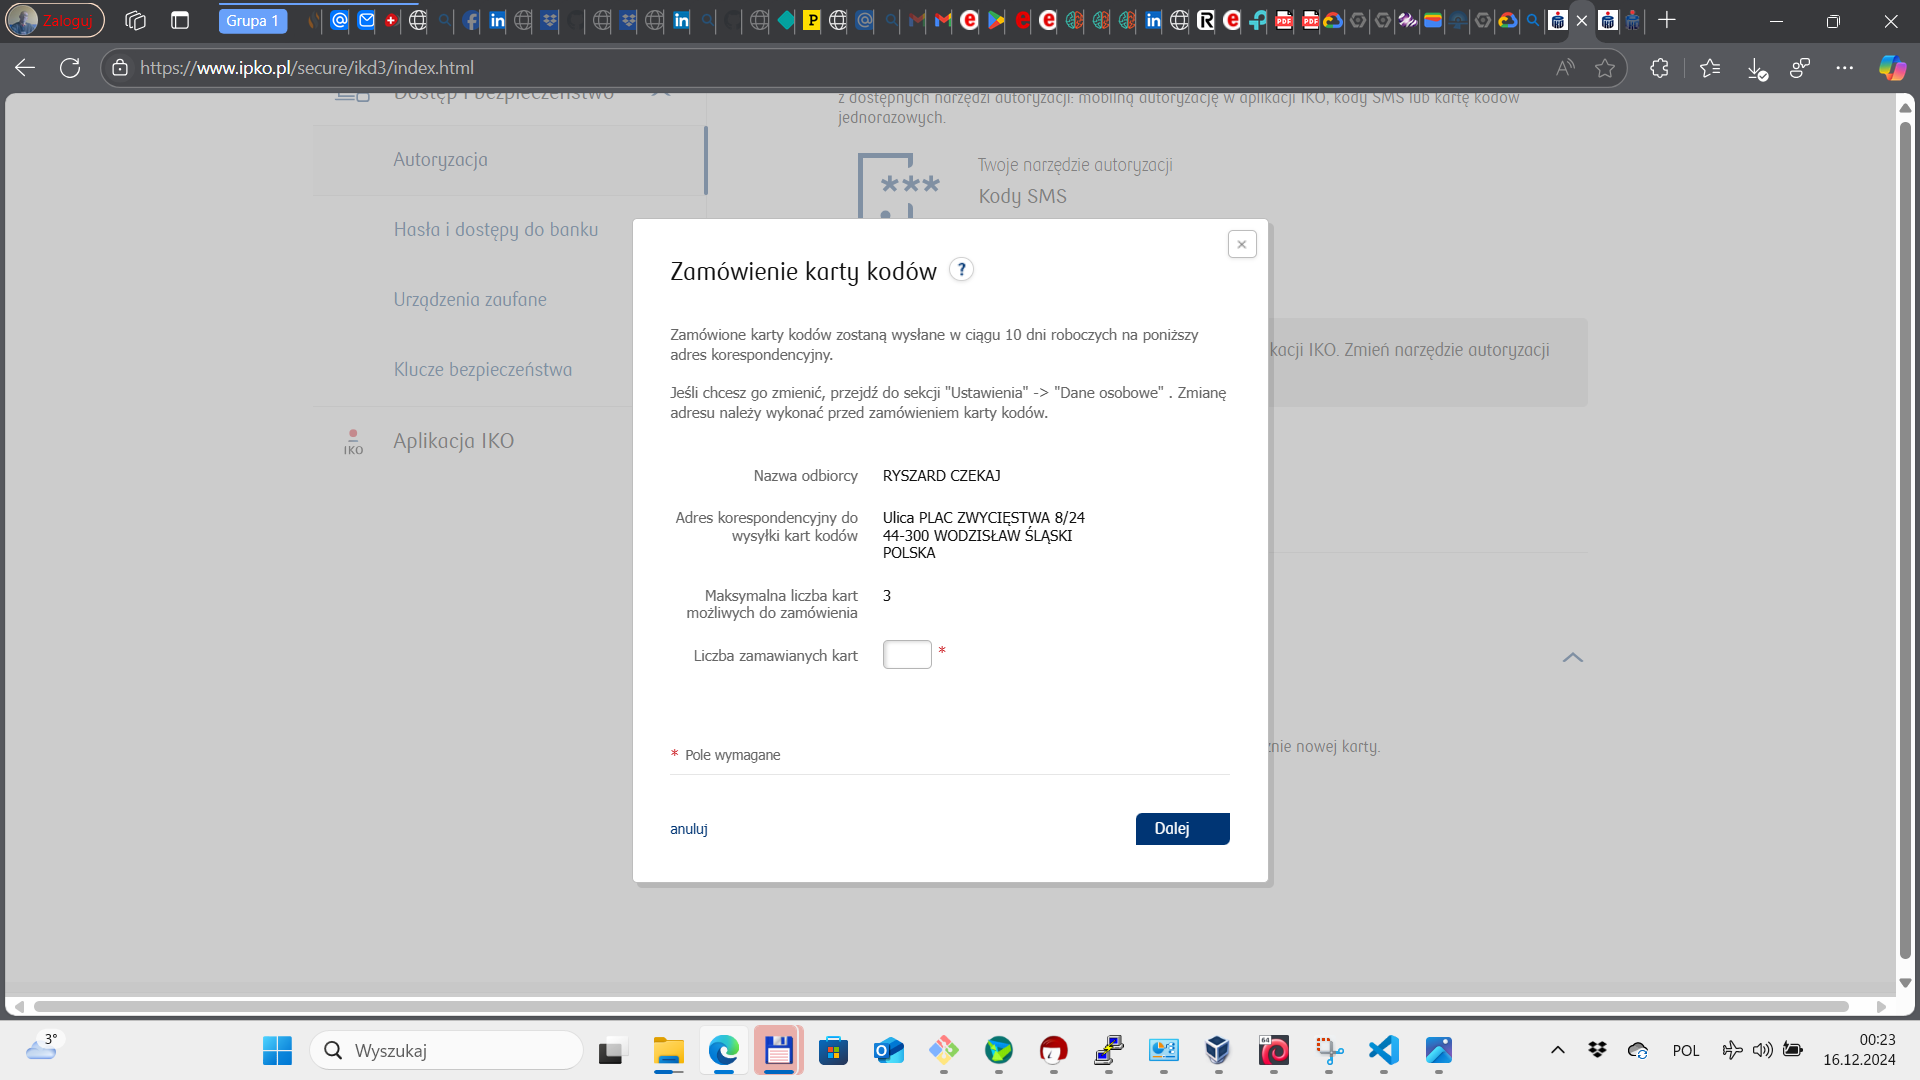 Zaloguj
Grupa 1
https://www.ipko.pl/secure/ikd3/index.html
Dostęp i bezpieczeństwo
z dostępnych narzędzi autoryzacji: mobilną autoryzację w aplikacji IKO, kody SMS lub kartę kodów
jednorazowych.
Autoryzacja
Twoje narzędzie autoryzacji
Kody SMS
Hasła i dostępy do banku
Urządzenia zaufane
Klucze bezpieczeństwa
IKO
Aplikacja IKO
kacji IKO. Zmień narzędzie autoryzacji
znie nowej karty.
Zamówienie karty kodów ?
Zamówione karty kodów zostaną wysłane w ciągu 10 dni roboczych na poniższy
adres korespondencyjny.
Jeśli chcesz go zmienić, przejdź do sekcji "Ustawienia" -> "Dane osobowe" . Zmianę
adresu należy wykonać przed zamówieniem karty kodów.
Nazwa odbiorcy RYSZARD CZEKAJ
Adres korespondencyjny do
wysyłki kart kodów
Ulica PLAC ZWYCIĘSTWA 8/24
44-300 WODZISŁAW ŚLĄSKI
POLSKA
Maksymalna liczba kart
możliwych do zamówienia
3
Liczba zamawianych kart *
* Pole wymagane
anuluj
Dalej
3°
Wyszukaj
POL
00:23
16.12.2024